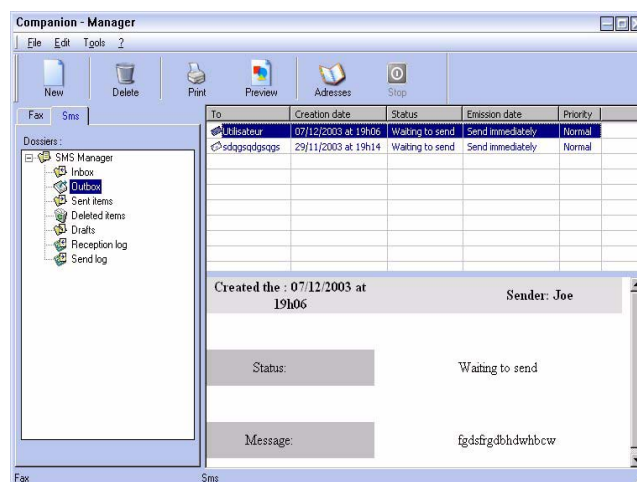 Companion - Manager
File Edit Tools ?
New Delete Print Preview Adresses Stop
Fax Sms
To Creation date Status Emission date Priority
Utilisateur 07/12/2003 at 19h06 Waiting to send Send immediately Normal
sdqgsqdgsqgs 29/11/2003 at 19h14 Waiting to send Send immediately Normal
Dossiers :
SMS Manager
Inbox
Outbox
Sent items
Deleted items
Drafts
Reception log
Send log
Created the : 07/12/2003 at
19h06
Sender: Joe
Status: Waiting to send
Message: fgdsfrgdbhdwhbcw
Fax Sms